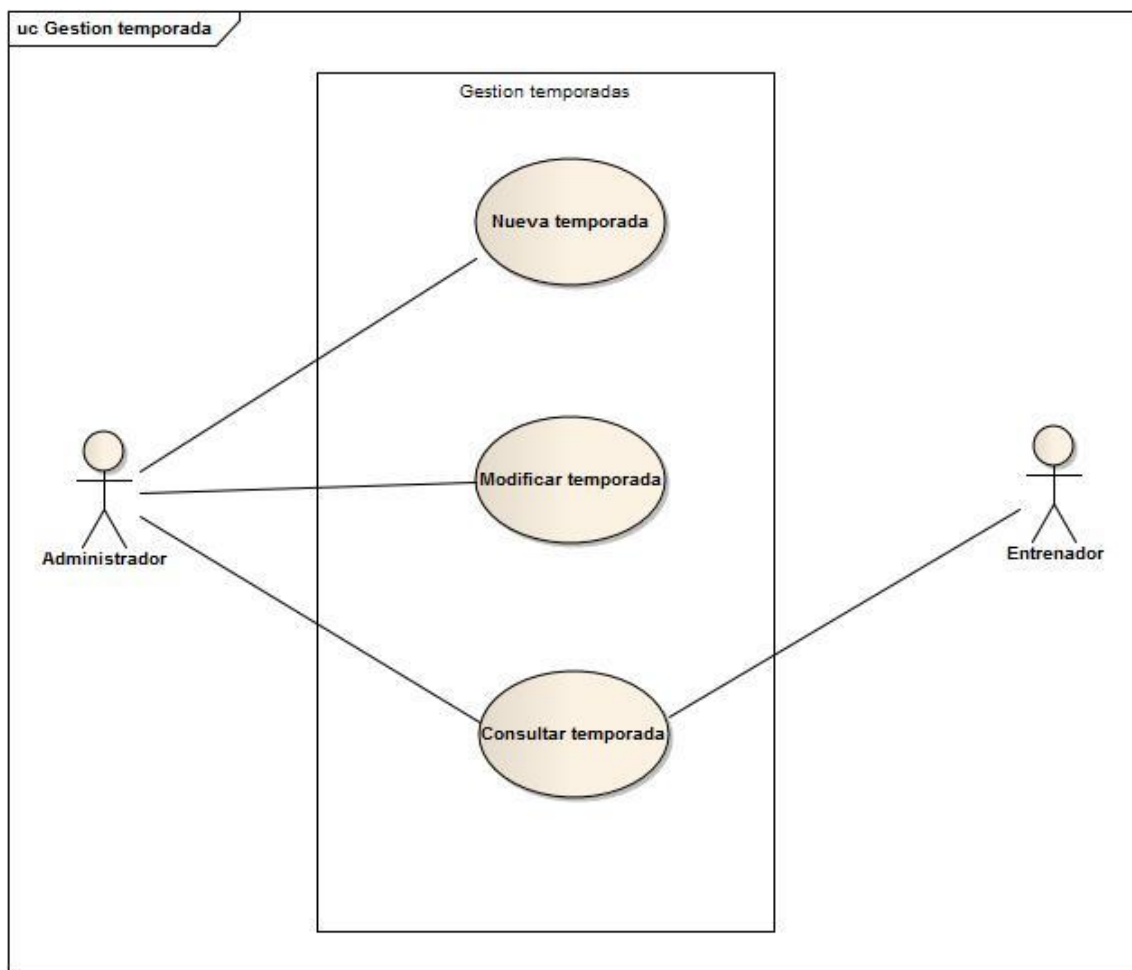 uc Gestion temporada
Gestion temporadas
Nueva temporada
Modificar temporada
Administrador
Entrenador
Consultar temporada